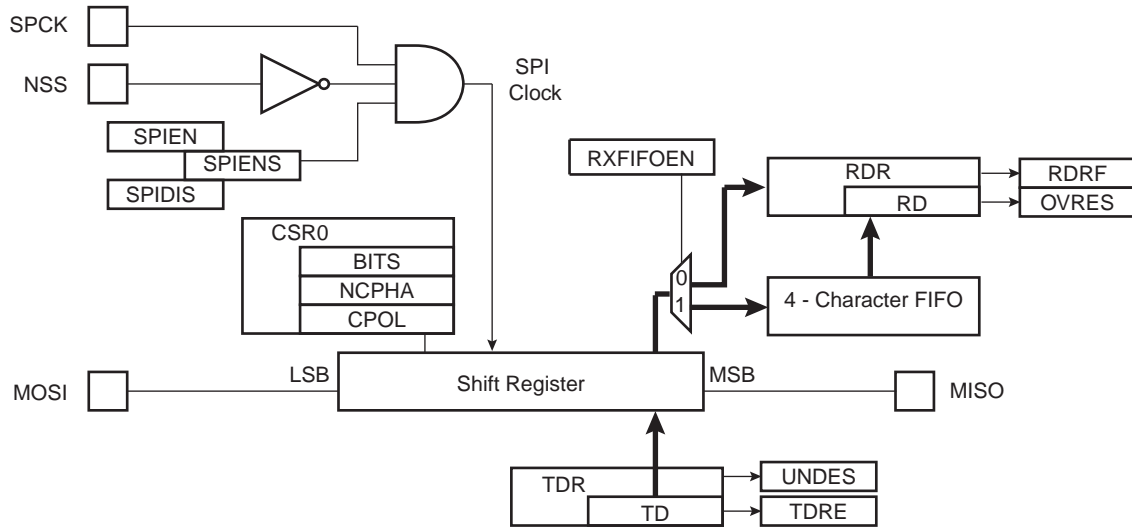 SPCK
NSS
SPI
Clock
SPIEN
SPIENS
SPIDIS
RXFIFOEN
RDR
RD
RDRF
OVRES
CSR0
BITS
NCPHA
CPOL
0
1
4 - Character FIFO
LSB
Shift Register
MSB
MOSI
MISO
TDR
TD
UNDES
TDRE